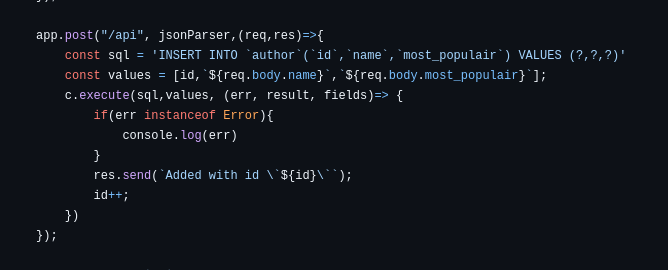 });
app.post("/api", jsonParser,(req,res)=>{
    const sql = 'INSERT INTO `author`(`id`,`name`,`most_populair`) VALUES (?,?,?)'
    const values = [id,`${req.body.name}`,`${req.body.most_populair}`];
    c.execute(sql,values, (err, result, fields)=> {
        if(err instanceof Error){
            console.log(err)
        }
        res.send(`Added with id \`${id}\``);
        id++;
    })
});